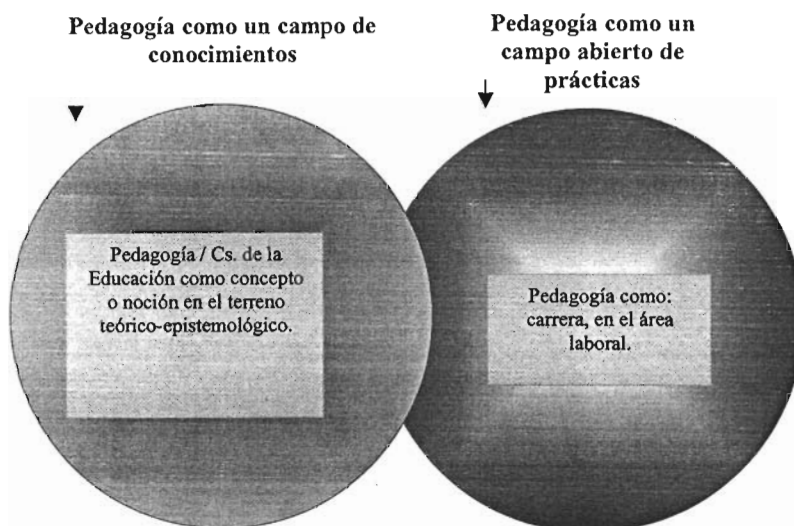 Pedagogía como un campo de
conocimientos
Pedagogía como un
campo abierto de
prácticas
Pedagogía / Cs. de la
Educación como concepto
o noción en el terreno
teórico-epistemológico.
Pedagogía como:
carrera, en el área
laboral.